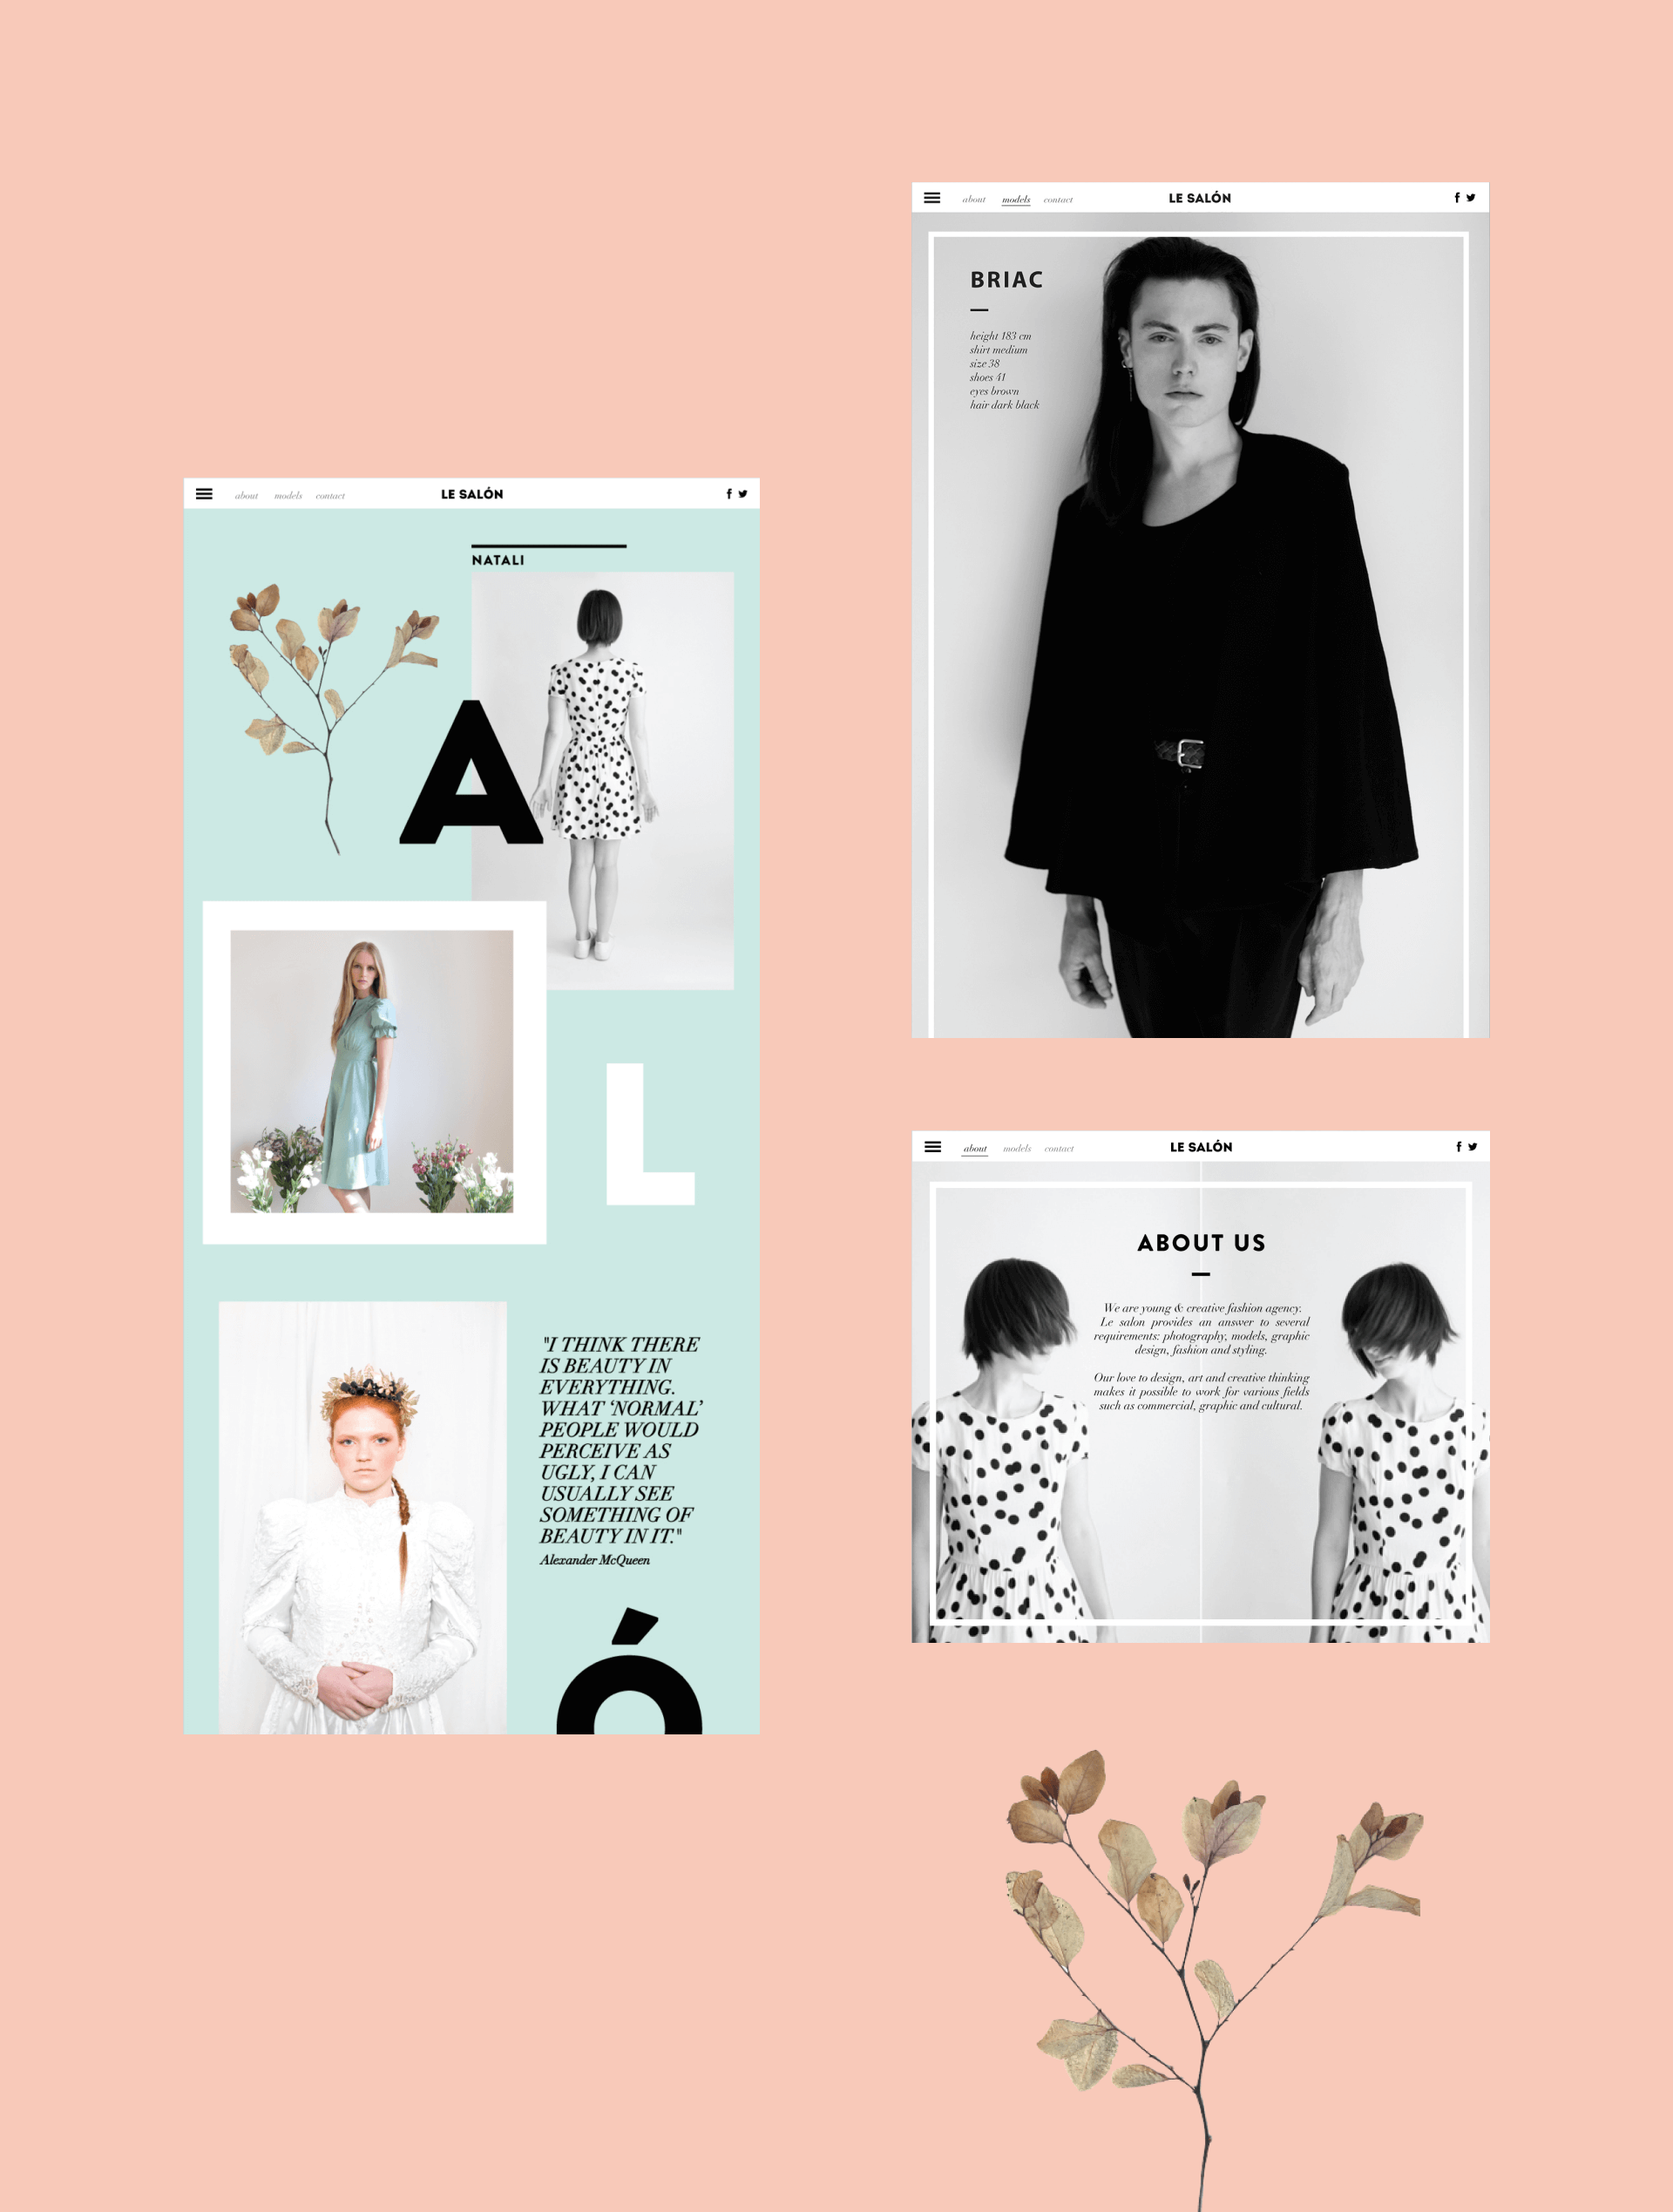 about models contact LE SALÓN
NATALI
A
L
"I THINK THERE
IS BEAUTY IN
EVERYTHING.
WHAT ‘NORMAL’
PEOPLE WOULD
PERCEIVE AS
UGLY, I CAN
USUALLY SEE
SOMETHING OF
BEAUTY IN IT."
Alexander McQueen
Ó
about models contact LE SALÓN
BRIAC
height 183 cm
shirt medium
size 38
shoes 41
eyes brown
hair dark black
about models contact LE SALÓN
ABOUT US
We are young & creative fashion agency.
Le salon provides an answer to several
requirements: photography, models, graphic
design, fashion and styling.
Our love to design, art and creative thinking
makes it possible to work for various fields
such as commercial, graphic and cultural.